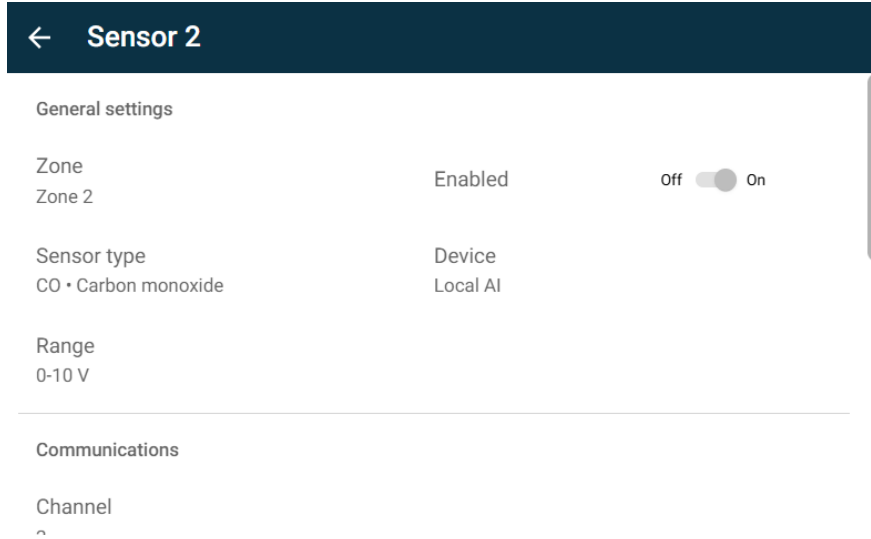 Sensor 2
General settings
Zone
Zone 2
Enabled
Off
On
Sensor type
CO • Carbon monoxide
Device
Local AI
Range
0-10 V
Communications
Channel